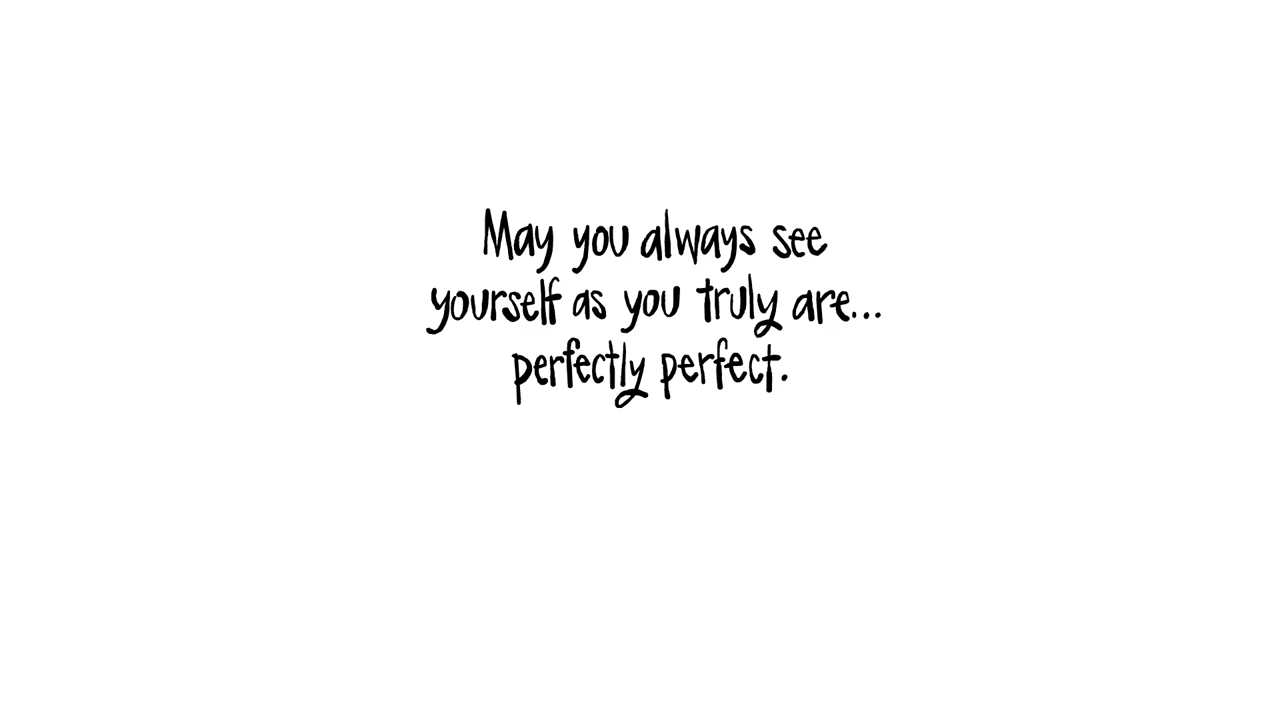 May you always see
yourself as you truly are...
perfectly perfect.